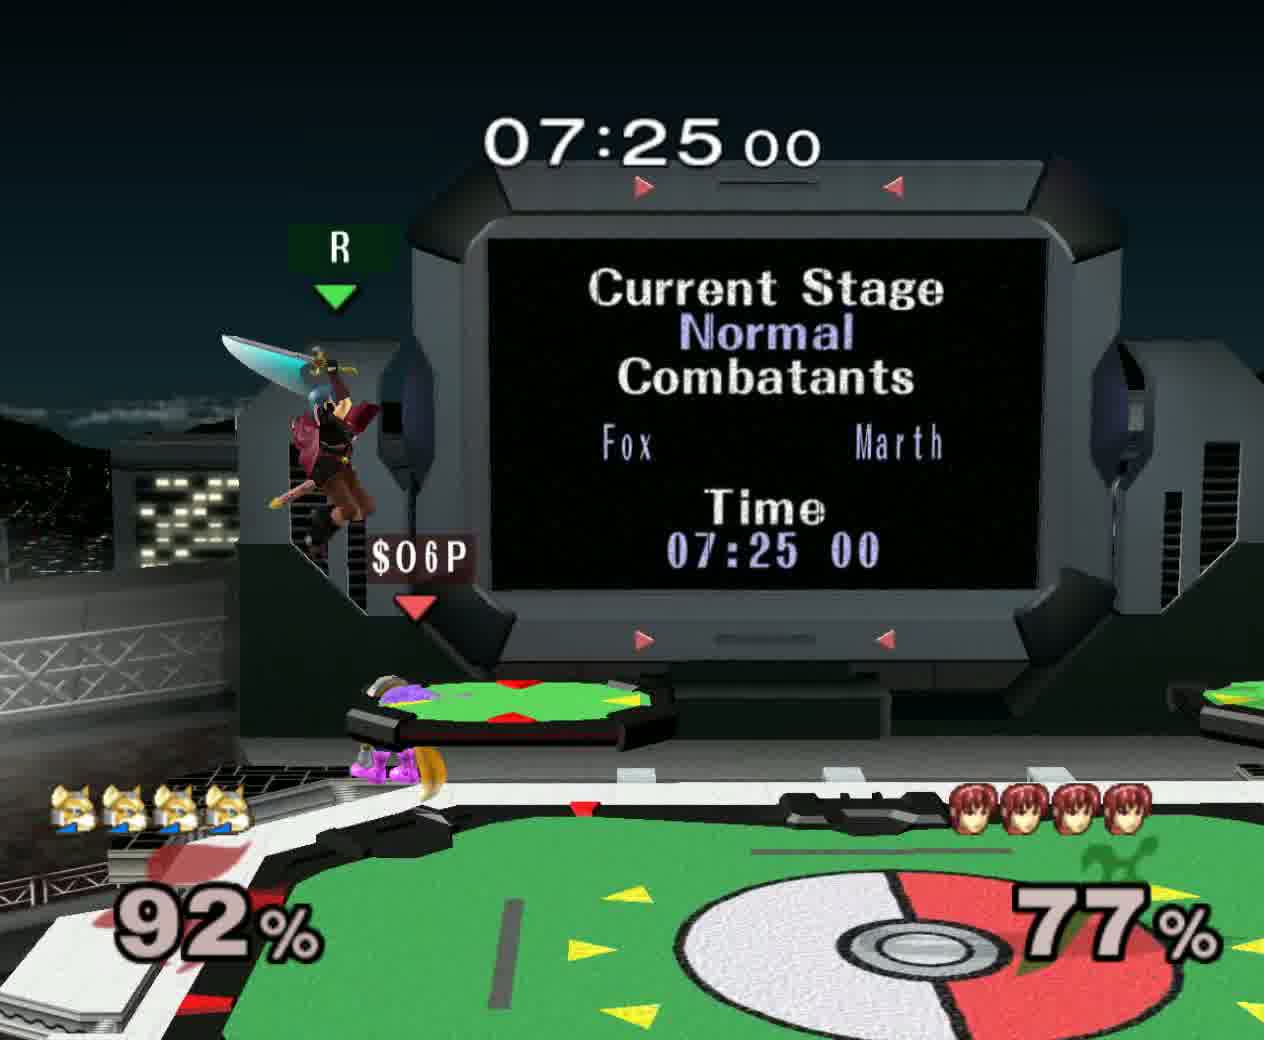 07:25 00
R
Current Stage
Normal
Combatants
Fox Marth
$06P
Time
07:25 00
92%
77%